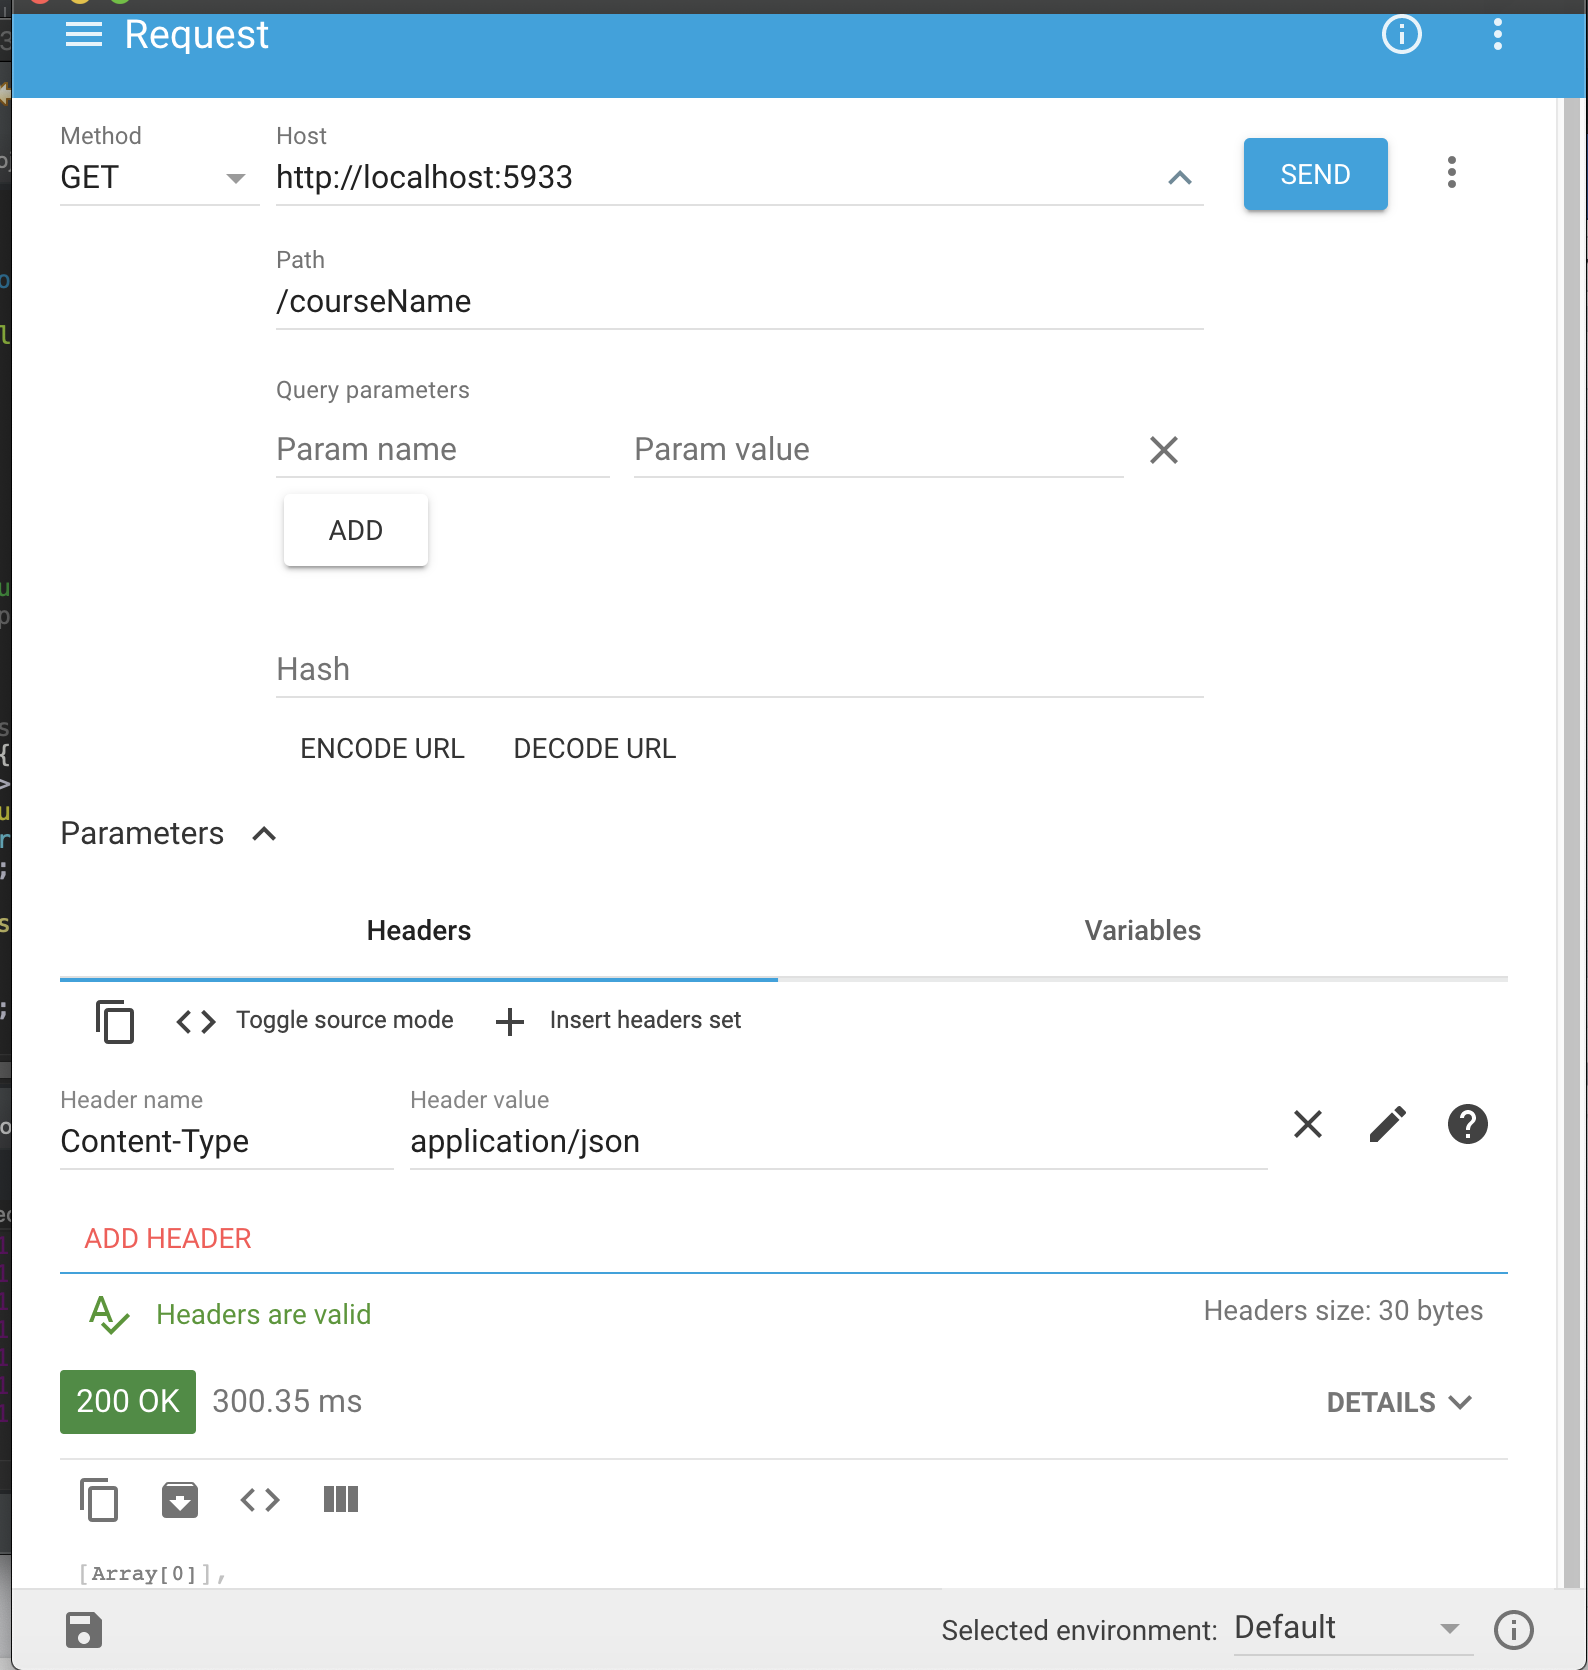 Request
Method
Host
GET
http://localhost:5933
SEND
Path
/courseName
Query parameters
Param name
Param value
ADD
Hash
ENCODE URL
DECODE URL
Parameters
Headers
Variables
Toggle source mode
Insert headers set
Header name
Header value
Content-Type
application/json
ADD HEADER
Headers are valid
Headers size: 30 bytes
200 OK
300.35 ms
DETAILS
[Array[0]],
Selected environment:
Default